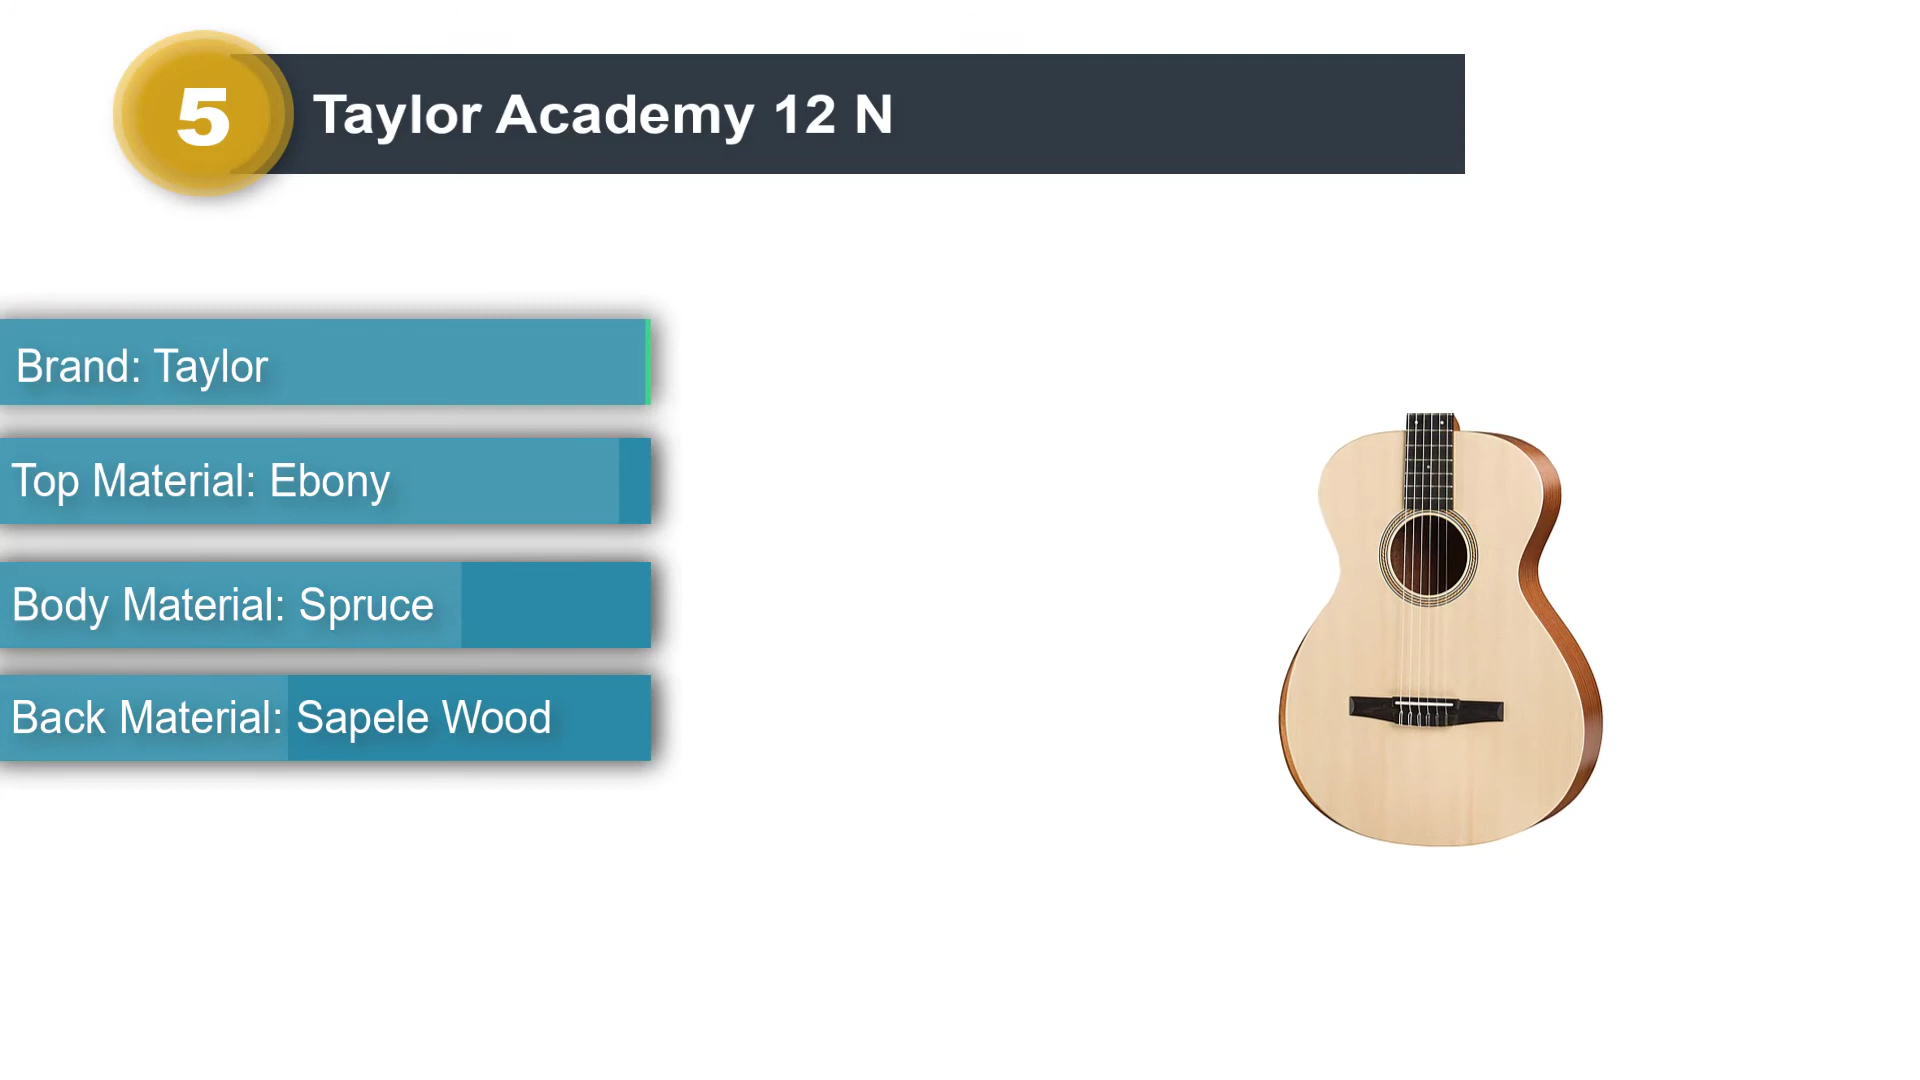 5
Taylor Academy 12 N
Brand: Taylor
Top Material: Ebony
Body Material: Spruce
Back Material: Sapele Wood